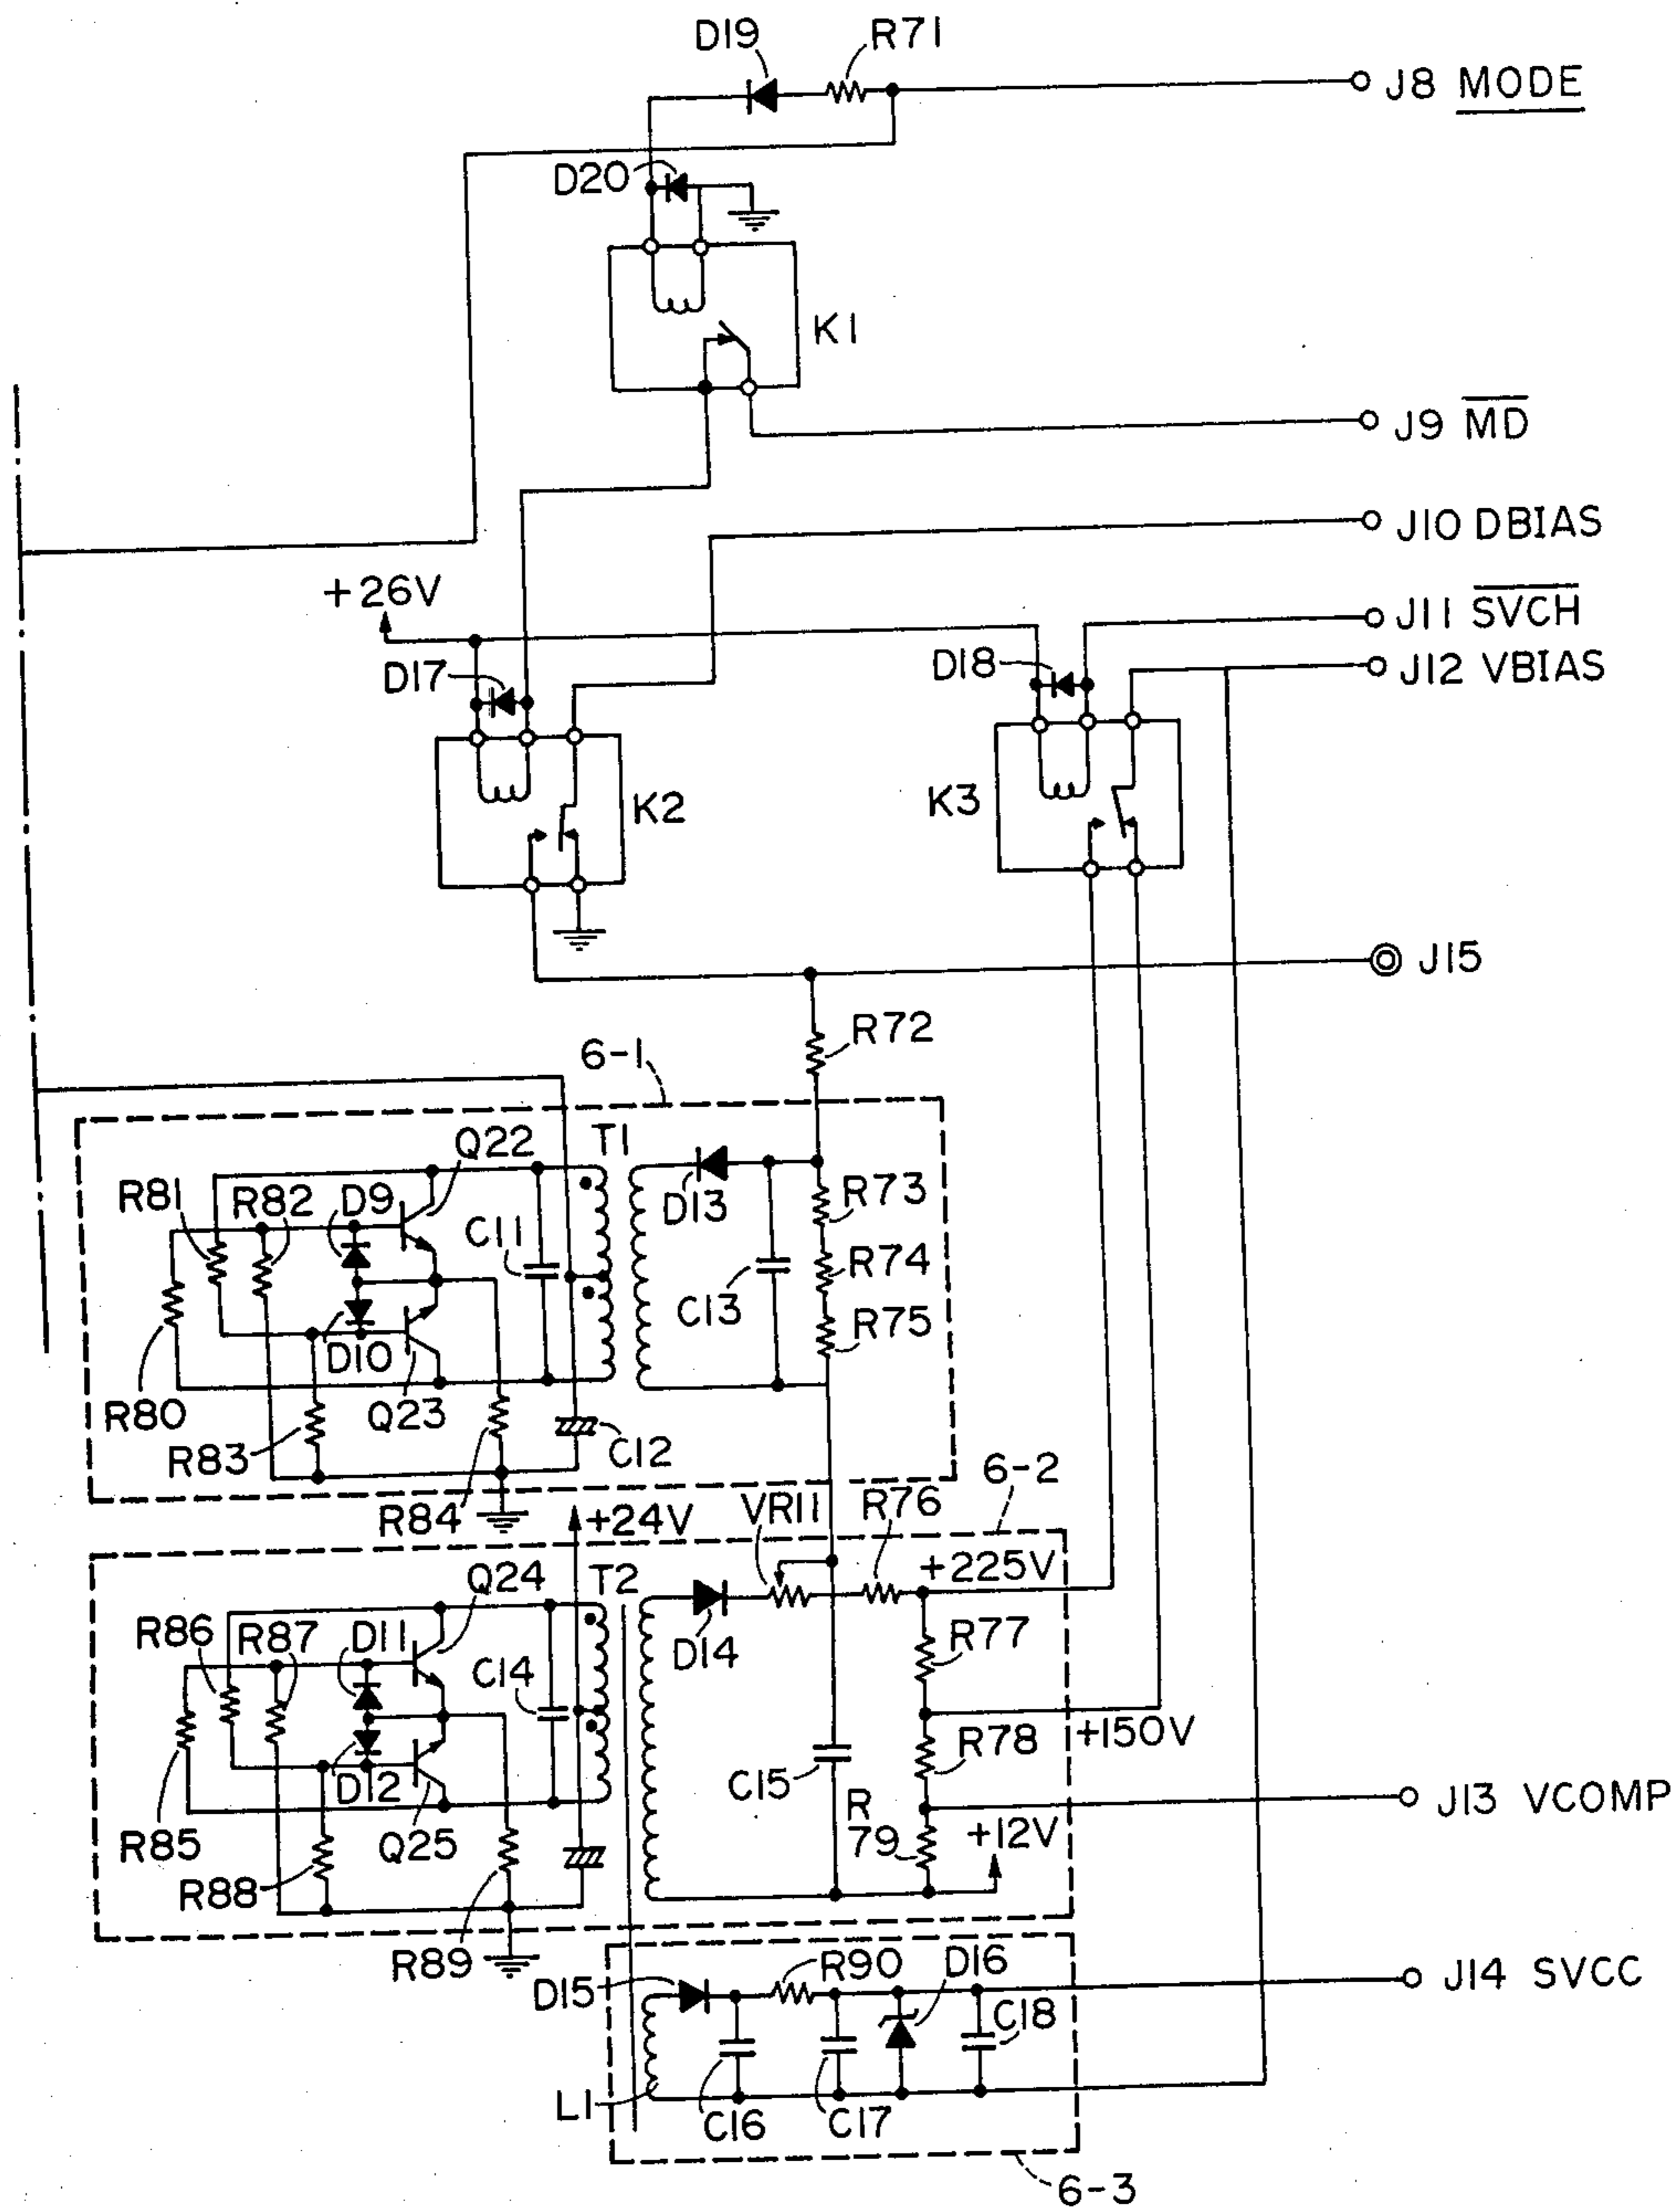 D19
R71
J8 MODE
D20
K1
J9 MD
J10 DBIAS
+26V
J11 SVCH
D17
D18
J12 VBIAS
K2
K3
J15
R72
6-1
T1
Q22
R81
R82
D9
D13
R73
C11
R74
C13
R75
D10
R80
Q23
R83
C12
R84
+24V
VR11
R76
6-2
Q24
T2
+225V
R86
R87
D11
D14
R77
C14
+150V
R78
C15
D12
R
79
J13 VCOMP
+12V
R85
Q25
R88
R89
D15
R90
D16
J14 SVCC
C18
L1
C16
C17
6-3